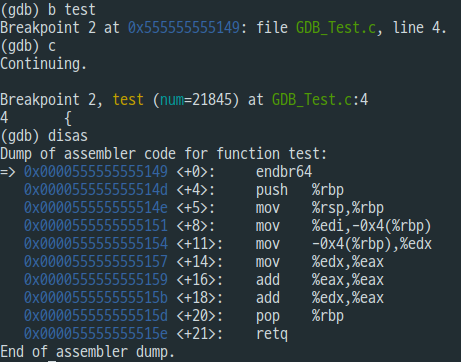 (gdb) b test
Breakpoint 2 at 0x555555555149: file GDB_Test.c, line 4.
(gdb) c
Continuing.

Breakpoint 2, test (num=21845) at GDB_Test.c:4
4       {
(gdb) disas
Dump of assembler code for function test:
=> 0x0000555555555149 <+0>:     endbr64
   0x000055555555514d <+4>:     push   %rbp
   0x000055555555514e <+5>:     mov    %rsp,%rbp
   0x0000555555555151 <+8>:     mov    %edi,-0x4(%rbp)
   0x0000555555555154 <+11>:    mov    -0x4(%rbp),%edx
   0x0000555555555157 <+14>:    mov    %edx,%eax
   0x0000555555555159 <+16>:    add    %eax,%eax
   0x000055555555515b <+18>:    add    %edx,%eax
   0x000055555555515d <+20>:    pop    %rbp
   0x000055555555515e <+21>:    retq
End of assembler dump.